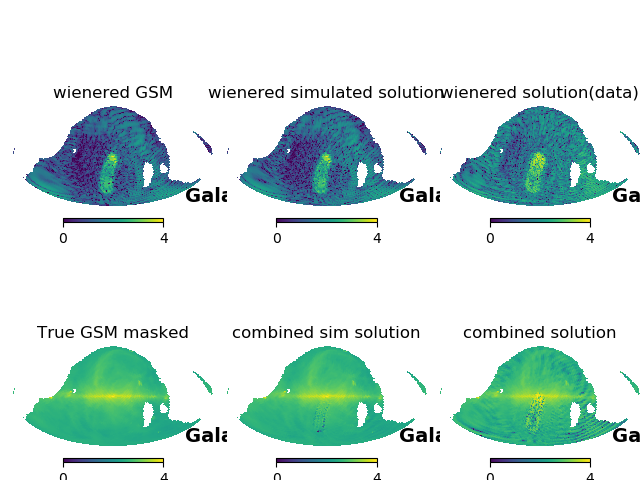 wienered GSM
wienered simulated solution
wienered solution(data)
Gala
Gala
Ga
0 4
0 4
0 4
True GSM masked
combined sim solution
combined solution
Gala
Gala
Ga
0 4
0 4
0 4